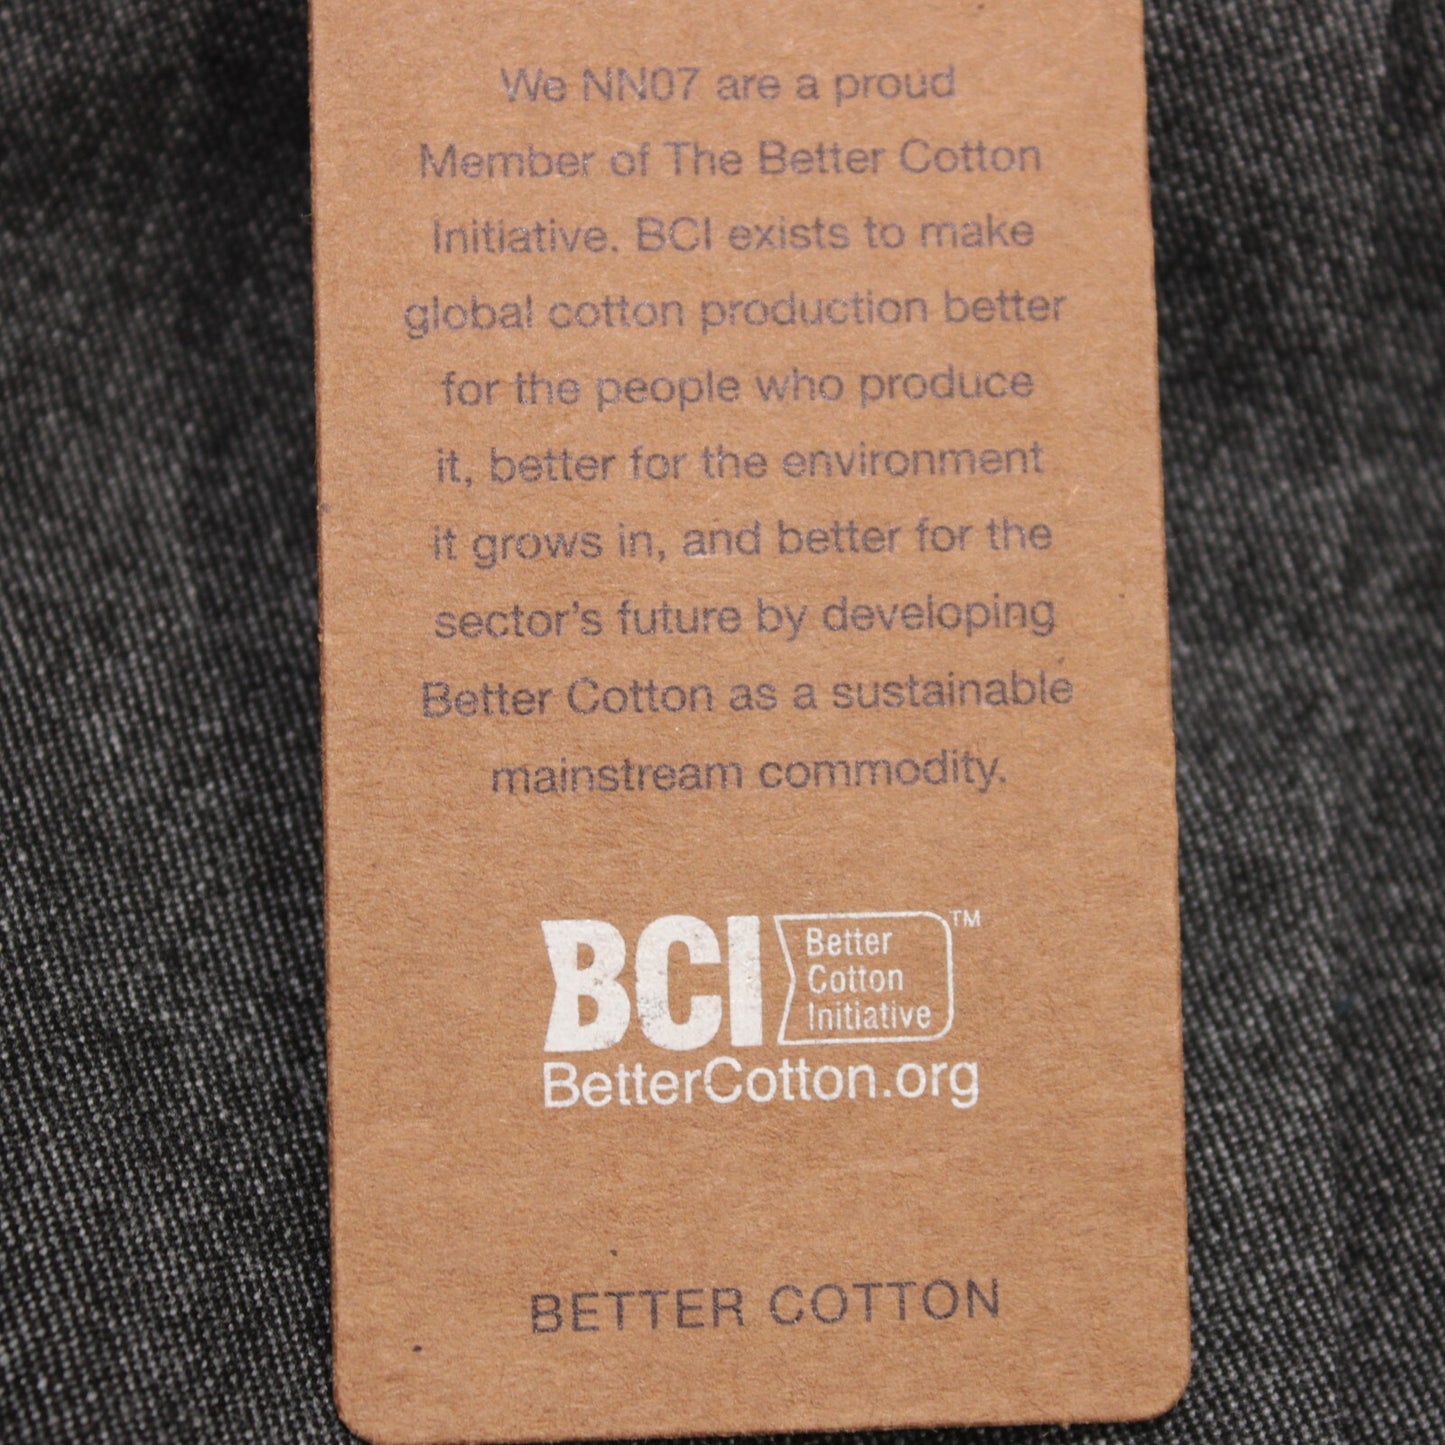 We NN07 are a proud
Member of The Better Cotton
Initiative. BCI exists to make
global cotton production better
for the people who produce
it, better for the environment
it grows in, and better for the
sector's future by developing
Better Cotton as a sustainable
mainstream commodity.
BCI
Better
Cotton
Initiative
™
BetterCotton.org
BETTER COTTON